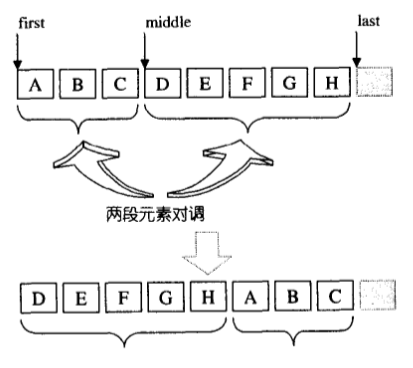 first middle last
A B C D E F G H
两段元素对调
D E F G H A B C